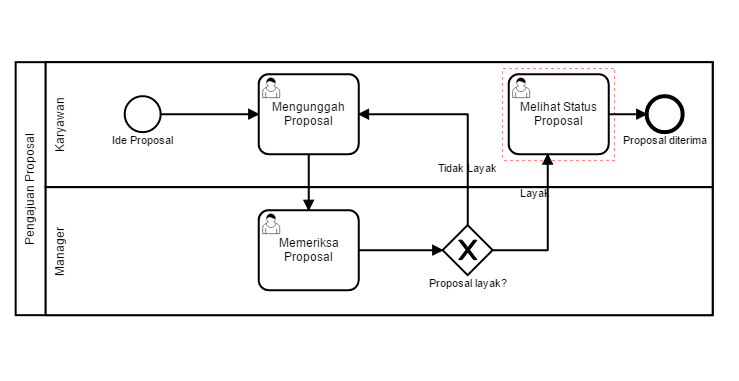 Pengajuan Proposal
Karyawan
Ide Proposal
Mengunggah
Proposal
Melihat Status
Proposal
Proposal diterima
Tidak Layak
Layak
Manager
Memeriksa
Proposal
Proposal layak?